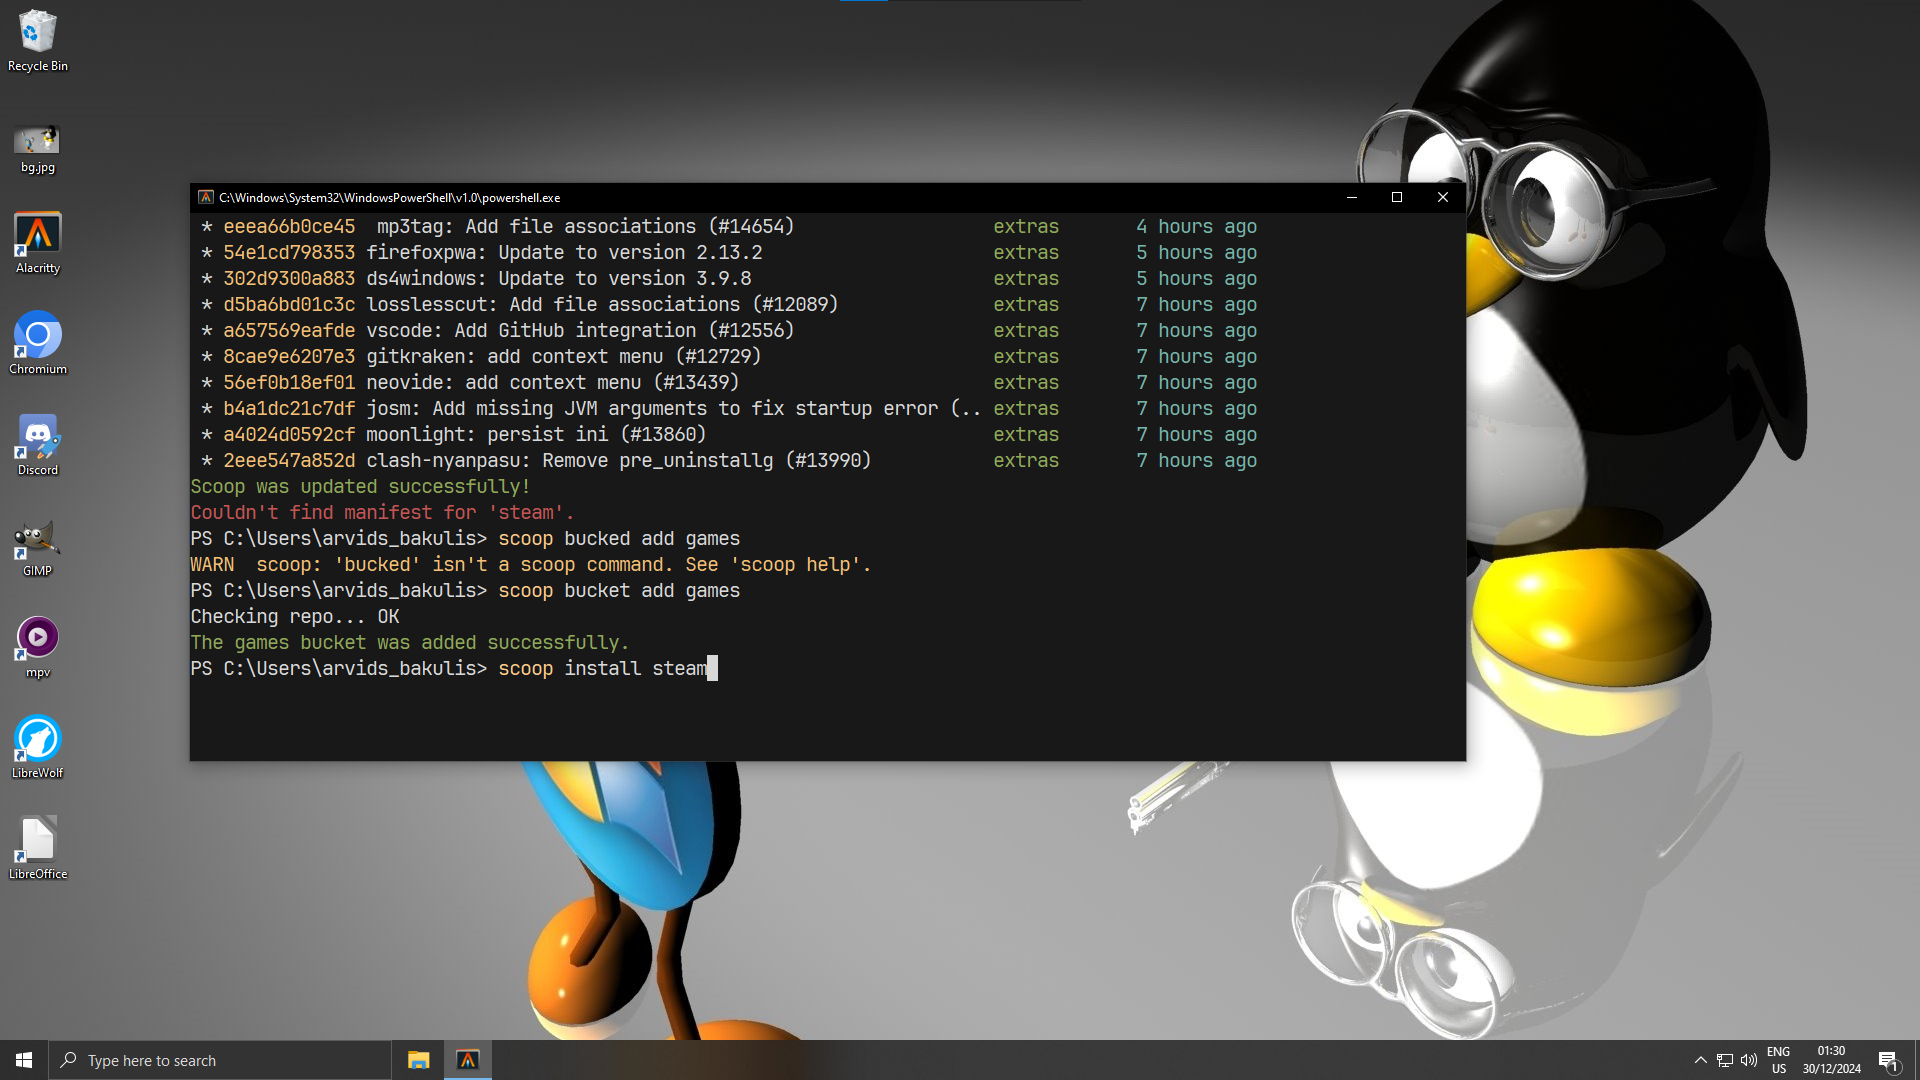 Recycle Bin
bg.jpg
Alacritty
Chromium
Discord
GIMP
mpv
LibreWolf
LibreOffice
C:\Windows\System32\WindowsPowerShell\v1.0\powershell.exe
* eeea66b0ce45  mp3tag: Add file associations (#14654) extras 4 hours ago
* 54e1cd798353 firefoxpwa: Update to version 2.13.2 extras 5 hours ago
* 302d9300a883 ds4windows: Update to version 3.9.8 extras 5 hours ago
* d5ba6bd01c3c losslesscut: Add file associations (#12089) extras 7 hours ago
* a657569eafde vscode: Add GitHub integration (#12556) extras 7 hours ago
* 8cae9e6207e3 gitkraken: add context menu (#12729) extras 7 hours ago
* 56ef0b18ef01 neovide: add context menu (#13439) extras 7 hours ago
* b4a1dc21c7df josm: Add missing JVM arguments to fix startup error (.. extras 7 hours ago
* a4024d0592cf moonlight: persist ini (#13860) extras 7 hours ago
* 2eee547a852d clash-nyanpasu: Remove pre_uninstallg (#13990) extras 7 hours ago
Scoop was updated successfully!
Couldn't find manifest for 'steam'.
PS C:\Users\arvids_bakulis> scoop bucked add games
WARN  scoop: 'bucked' isn't a scoop command. See 'scoop help'.
PS C:\Users\arvids_bakulis> scoop bucket add games
Checking repo... OK
The games bucket was added successfully.
PS C:\Users\arvids_bakulis> scoop install steam
Type here to search
ENG
US
01:30
30/12/2024
1